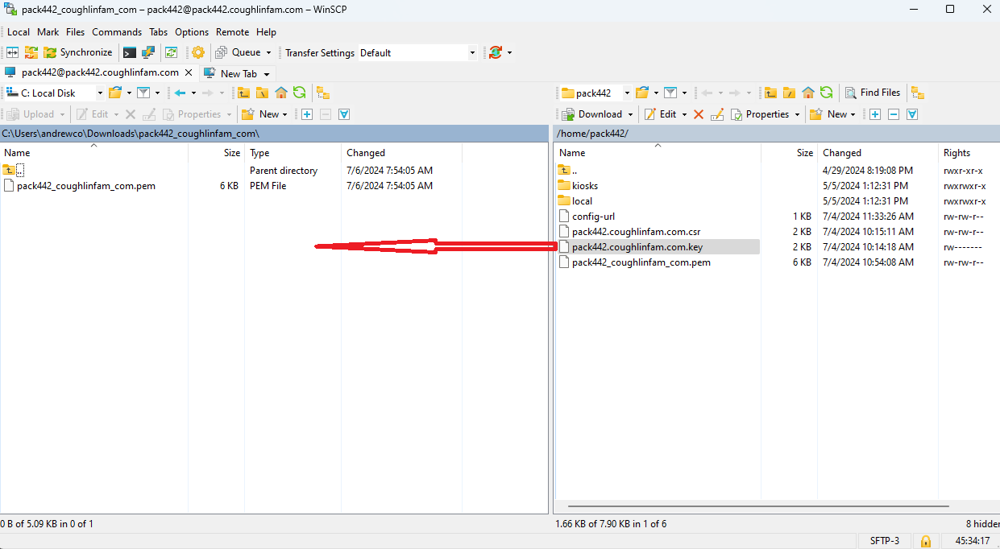 pack442_coughlinfam_com – pack442@pack442.coughlinfam.com – WinSCP
Local Mark Files Commands Tabs Options Remote Help
Synchronize Queue Transfer Settings Default
pack442@pack442.coughlinfam.com New Tab
C: Local Disk
Upload Edit Properties New
C:\Users\andrewco\Downloads\pack442_coughlinfam_com\
Name Size Type Changed
.. Parent directory 7/6/2024 7:54:05 AM
pack442_coughlinfam_com.pem 6 KB PEM File 7/6/2024 7:54:05 AM
0 B of 5.09 KB in 0 of 1
pack442 Find Files
Download Edit Properties New
/home/pack442/
Name Size Changed Rights
.. 4/29/2024 8:19:08 PM rwxr-xr-x
kiosks 5/5/2024 1:12:31 PM rwxrwxr-x
local 5/5/2024 1:12:31 PM rwxrwxr-x
config-url 1 KB 7/4/2024 11:33:26 AM rw-rw-r--
pack442.coughlinfam.com.csr 2 KB 7/4/2024 10:15:11 AM rw-rw-r--
pack442.coughlinfam.com.key 2 KB 7/4/2024 10:14:18 AM rw-------
pack442_coughlinfam_com.pem 6 KB 7/4/2024 10:54:08 AM rw-rw-r--
1.66 KB of 7.90 KB in 1 of 6 8 hidden
SFTP-3 45:34:17